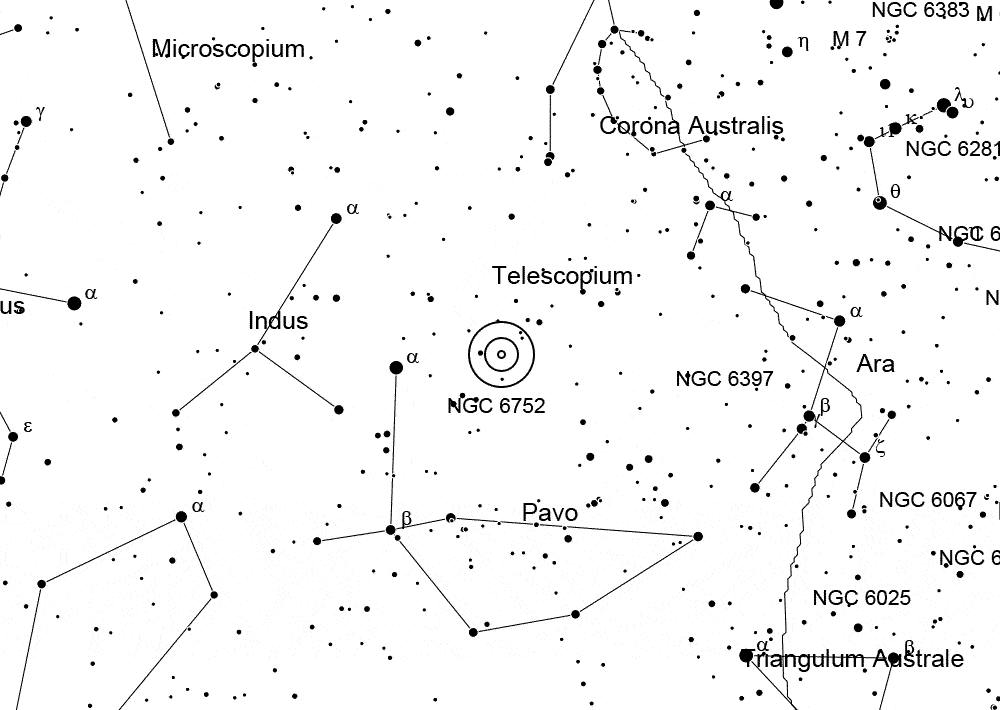 NGC 6383 M
Microscopium
η M 7
γ
λ
υ
κ
ι1
Corona Australis
NGC 6281
θ
α
α
η
NGC 6
Telescopium
α
us
N
Indus
α
α
Ara
NGC 6397
NGC 6752
β
γ
ε
ζ
α
NGC 6067
β
Pavo
NGC 6
NGC 6025
α
β
Triangulum Australe